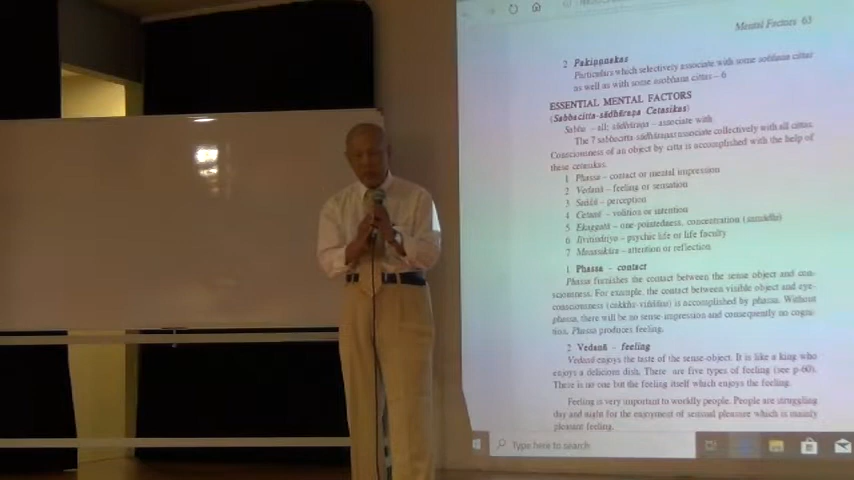 Mental Factors 63
2 Pakiṇṇakas
Particulars which selectively associate with some sobhana cittas
as well as with some asobhana cittas – 6
ESSENTIAL MENTAL FACTORS
(Sabbacitta-sādhāraṇa Cetasikas)
Sabba – all; sādhāraṇa – associate with
The 7 sabbacitta-sādhāraṇas associate collectively with all cittas.
Consciousness of an object by citta is accomplished with the help of
these cetasikas.
1 Phassa – contact or mental impression
2 Vedanā – feeling or sensation
3 Saññā – perception
4 Cetanā – volition or intention
5 Ekaggatā – one-pointedness, concentration (samādhi)
6 Jīvitindriya – psychic life or life faculty
7 Manasikāra – attention or reflection
1 Phassa – contact
Phassa furnishes the contact between the sense object and con-
sciousness. For example, the contact between visible object and eye-
consciousness (cakkhu-viññāṇa) is accomplished by phassa. Without
phassa, there will be no sense-impression and consequently no cogni-
tion. Phassa produces feeling.
2 Vedanā – feeling
Vedanā enjoys the taste of the sense-object. It is like a king who
enjoys a delicious dish. There are five types of feeling (see p-60).
There is no one but the feeling itself which enjoys the feeling.
Feeling is very important to worldly people. People are struggling
day and night for the enjoyment of sensual pleasure which is mainly
pleasure feeling.
Type here to search